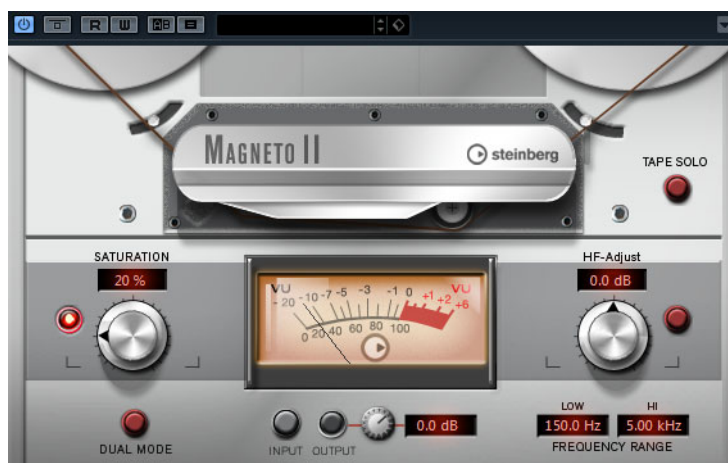 R W AB
MAGNETO II steinberg
TAPE SOLO
SATURATION
20 %
HF-Adjust
0.0 dB
VU VU
- 20 -10 -7 -5 -3 -1 0 +1 +2 +6
0 20 40 60 80 100
DUAL MODE
INPUT OUTPUT
0.0 dB
LOW HI
150.0 Hz 5.00 kHz
FREQUENCY RANGE